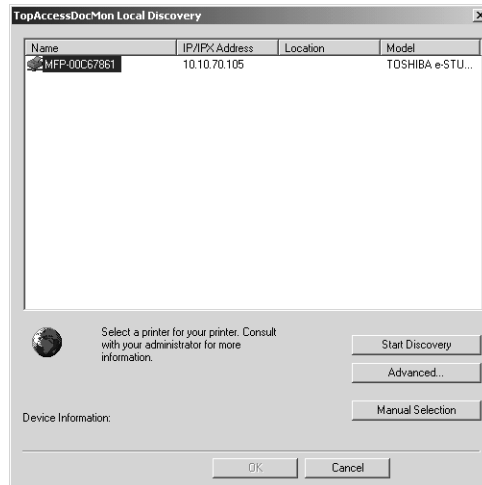 TopAccessDocMon Local Discovery
Name IP/IPX Address Location Model
MFP-00C67861 10.10.70.105 TOSHIBA e-STU...
Select a printer for your printer. Consult
with your administrator for more
information.
Start Discovery
Advanced...
Manual Selection
Device Information:
OK Cancel